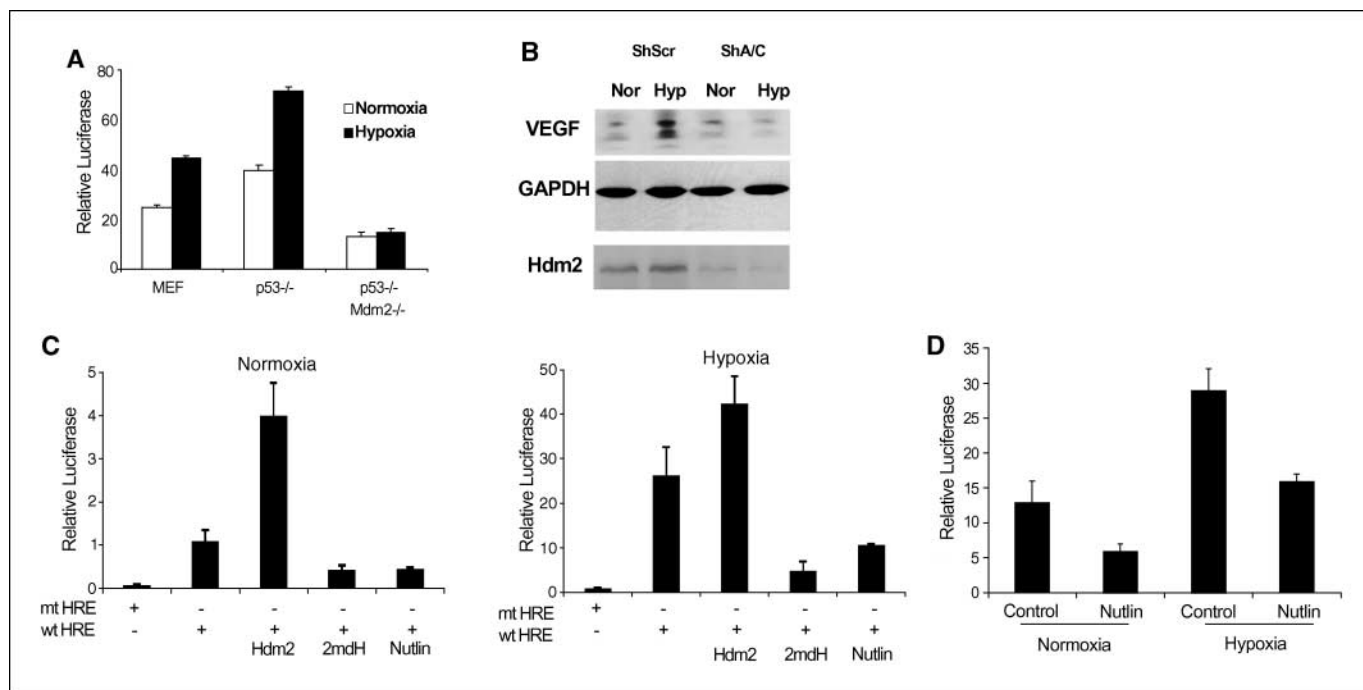 A
80
60
40
20
0
Relative Luciferase
Normoxia
Hypoxia
MEF
p53-/-
p53-/-
Mdm2-/-
B
ShScr ShA/C
Nor Hyp Nor Hyp
VEGF
GAPDH
Hdm2
C
Normoxia
5
4
3
2
1
0
Relative Luciferase
mt HRE + - - - -
wt HRE - + + + +
Hdm2 2mdH Nutlin
Hypoxia
50
40
30
20
10
0
Relative Luciferase
mt HRE + - - - -
wt HRE - + + + +
Hdm2 2mdH Nutlin
D
35
30
25
20
15
10
5
0
Relative Luciferase
Control Nutlin Control Nutlin
Normoxia Hypoxia